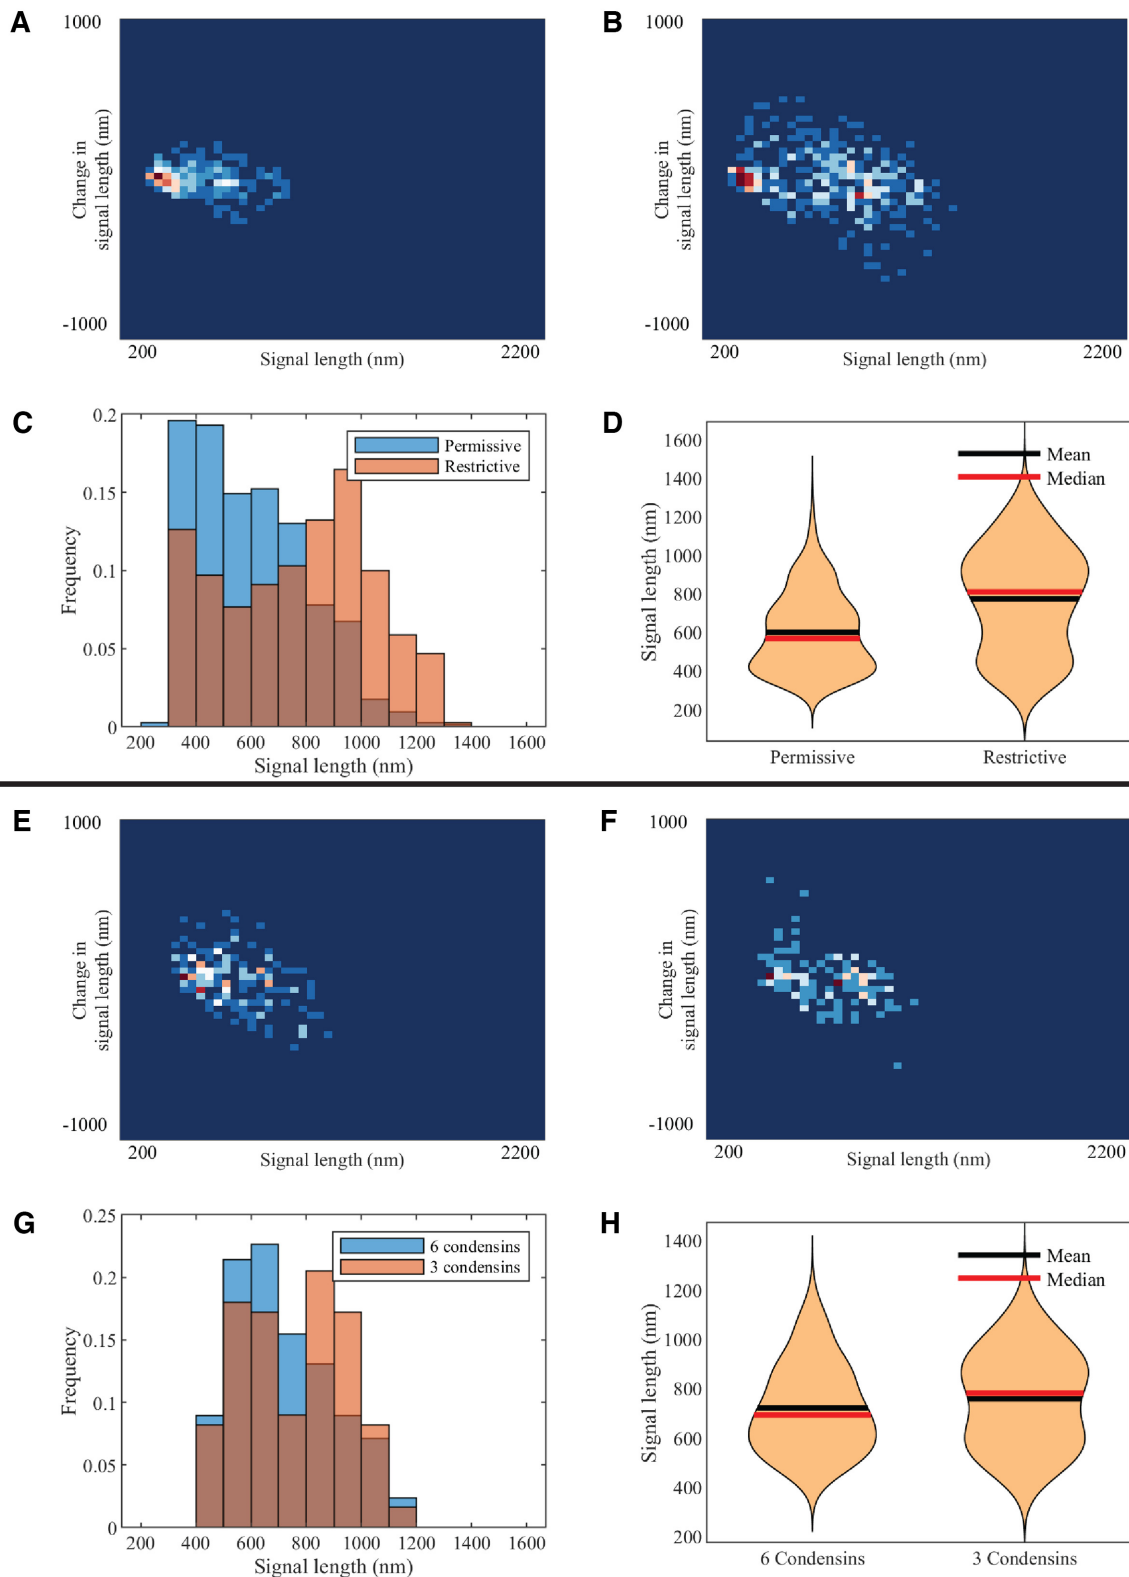 A
1000
Change in
signal length (nm)
-1000
200
Signal length (nm)
2200
B
1000
Change in
signal length (nm)
-1000
200
Signal length (nm)
2200
C
0.2
0.15
0.1
0.05
0
Frequency
Permissive
Restrictive
200 400 600 800 1000 1200 1400 1600
Signal length (nm)
D
1600
1400
1200
1000
800
600
400
200
Signal length (nm)
Mean
Median
Permissive
Restrictive
E
1000
Change in
signal length (nm)
-1000
200
Signal length (nm)
2200
F
1000
Change in
signal length (nm)
-1000
200
Signal length (nm)
2200
G
0.25
0.2
0.15
0.1
0.05
0
Frequency
6 condensins
3 condensins
200 400 600 800 1000 1200 1400 1600
Signal length (nm)
H
1400
1200
1000
800
600
400
200
Signal length (nm)
Mean
Median
6 Condensins
3 Condensins